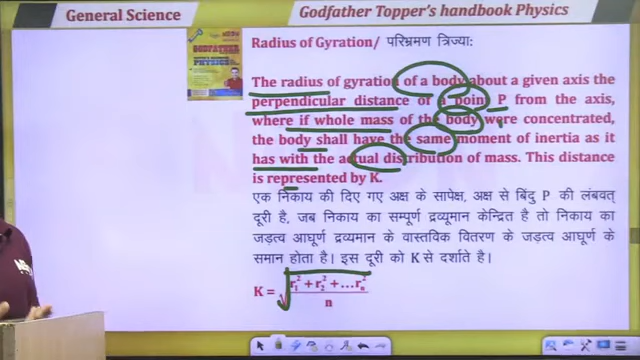 General Science
Godfather Topper's handbook Physics
Radius of Gyration/ परिभ्रमण त्रिज्या:
The radius of gyration of a body about a given axis the
perpendicular distance of a point P from the axis,
where if whole mass of the body were concentrated,
the body shall have the same moment of inertia as it
has with the actual distribution of mass. This distance
is represented by K.
एक निकाय की दिए गए अक्ष के सापेक्ष, अक्ष से बिंदु P की लंबवत्
दूरी है, जब निकाय का सम्पूर्ण द्रव्यमान केन्द्रित है तो निकाय का
जड़त्व आघूर्ण द्रव्यमान के वास्तविक वितरण के जड़त्व आघूर्ण के
समान होता है। इस दूरी को K से दर्शाते है।
K = √((r₁² + r₂² + ...rₙ²)/n)